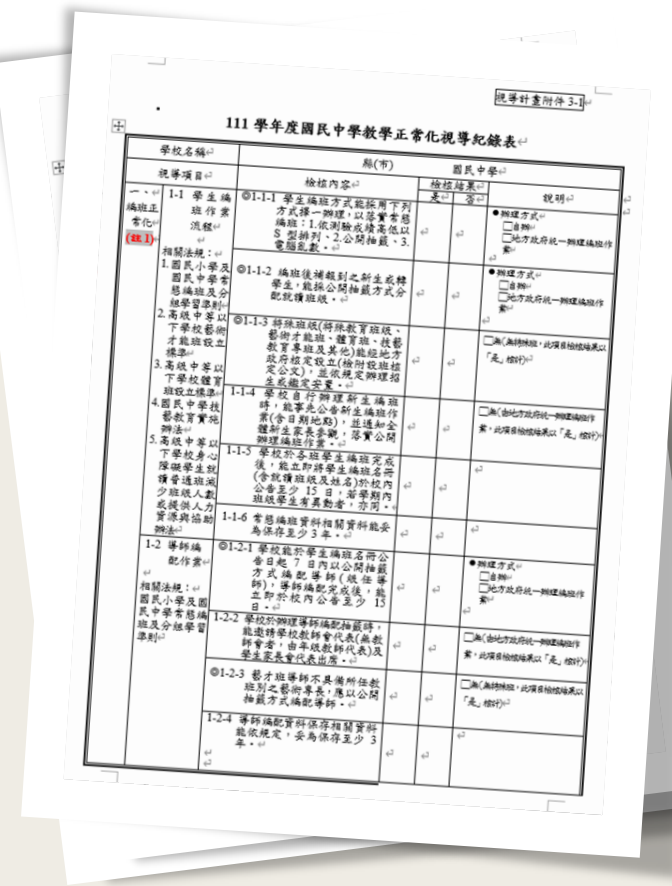 視導計畫附件 3-1
111 學年度國民中學教學正常化視導紀錄表
學校名稱
縣(市) 國民中學
視導項目
檢核內容
檢核結果
是
否
說明
一、
編班正
常化
(註 1)
1-1 學生編
班作業
流程
相關法規：
1.國民小學及
國民中學常
態編班及分
組學習準則
2.高級中等以
下學校藝術
才能班設立
標準
3.高級中等以
下學校體育
班設立標準
4.國民中學技
藝教育實施
辦法
5.高級中等以
下學校身心
障礙學生就
讀普通班減
少班級人數
或提供人力
資源與協助
辦法
◎1-1-1 學生編班方式能採用下列
方式擇一辦理，以落實常態
編班：1.依測驗成績高低以
S 型排列、2.公開抽籤、3.
電腦亂數。
●辦理方式
□自辦
□地方政府統一辦理編班作
業
◎1-1-2 編班後補報到之新生或轉
學生，能採公開抽籤方式分
配就讀班級。
●辦理方式
□自辦
□地方政府統一辦理編班作
業
◎1-1-3 特殊班級(特殊教育班級、
藝術才能班、體育班、技藝
教育專班及其他)能經地方
政府核定設立(檢附設班核
定公文)，並依規定辦理招
生或鑑定安置。
□無(無特殊班，此項目檢核結果以
「是」核計)
1-1-4 學校自行辦理新生編班
時，能事先公告新生編班作
業(含日期地點)，並通知全
體新生家長參觀，落實公開
辦理編班作業。
□無(由地方政府統一辦理編班作
業，此項目檢核結果以「是」核計)
1-1-5 學校於各班學生編班完成
後，能立即將學生編班名冊
(含就讀班級及姓名)於校內
公告至少 15 日，若學期內
班級學生有異動者，亦同。
1-1-6 常態編班資料相關資料能妥
為保存至少 3 年。
1-2 導師編
配作業
相關法規：
國民小學及國
民中學常態編
班及分組學習
準則
◎1-2-1 學校能於學生編班名冊公
告日起 7 日內以公開抽籤
方式編配導師(級任導
師)，導師編配完成後，能
立即於校內公告至少 15
日。
●辦理方式
□自辦
□地方政府統一辦理編班作
業
1-2-2 學校於辦理導師編配抽籤時，
能邀請學校教師會代表(無教
師會者，由年級教師代表)及
學生家長會代表出席。
□無(由地方政府統一辦理編班作
業，此項目檢核結果以「是」核計)
◎1-2-3 藝才班導師不具備所任教
班別之藝術專長，應以公開
抽籤方式編配導師。
□無(無特殊班，此項目檢核結果以
「是」核計)
1-2-4 導師編配資料保存相關資料
能依規定，妥為保存至少 3
年。